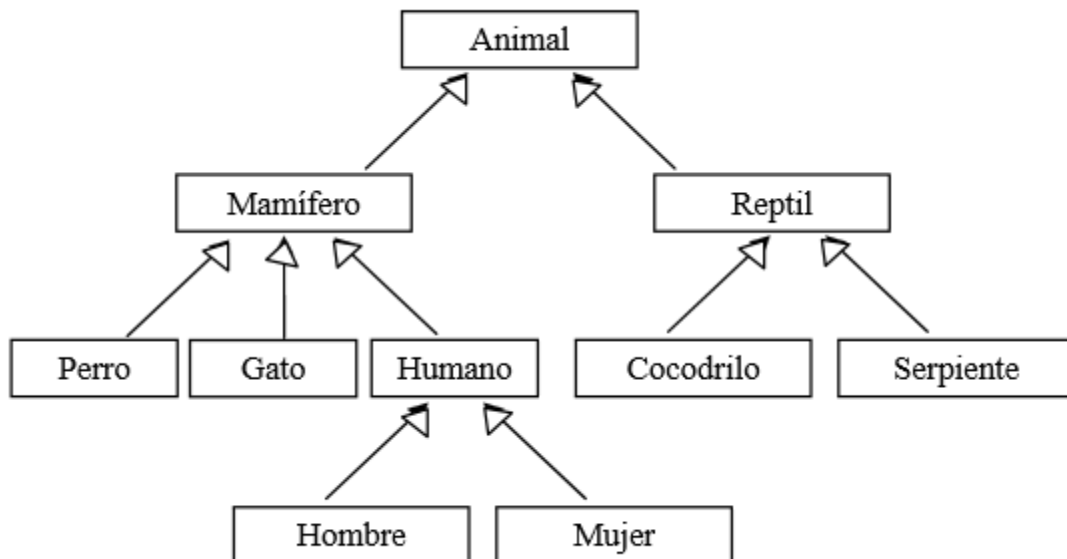 Animal
Mamífero
Reptil
Perro
Gato
Humano
Cocodrilo
Serpiente
Hombre
Mujer